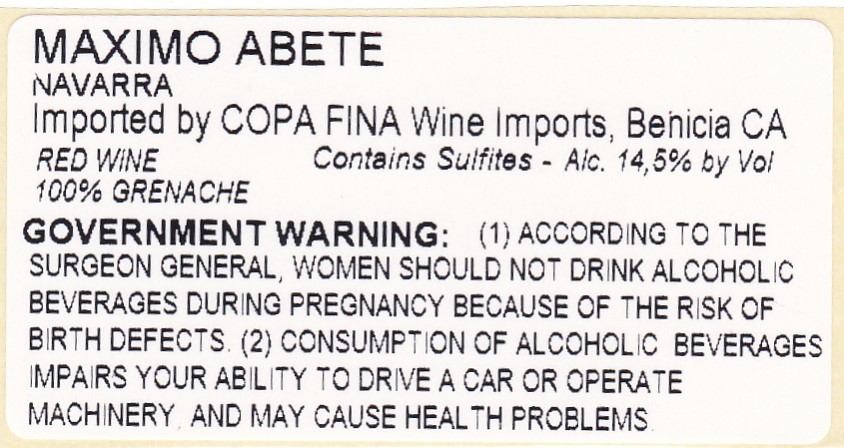 MAXIMO ABETE
NAVARRA
Imported by COPA FINA Wine Imports, Benicia CA
RED WINE Contains Sulfites - Alc. 14,5% by Vol
100% GRENACHE
GOVERNMENT WARNING: (1) ACCORDING TO THE
SURGEON GENERAL, WOMEN SHOULD NOT DRINK ALCOHOLIC
BEVERAGES DURING PREGNANCY BECAUSE OF THE RISK OF
BIRTH DEFECTS. (2) CONSUMPTION OF ALCOHOLIC BEVERAGES
IMPAIRS YOUR ABILITY TO DRIVE A CAR OR OPERATE
MACHINERY, AND MAY CAUSE HEALTH PROBLEMS.